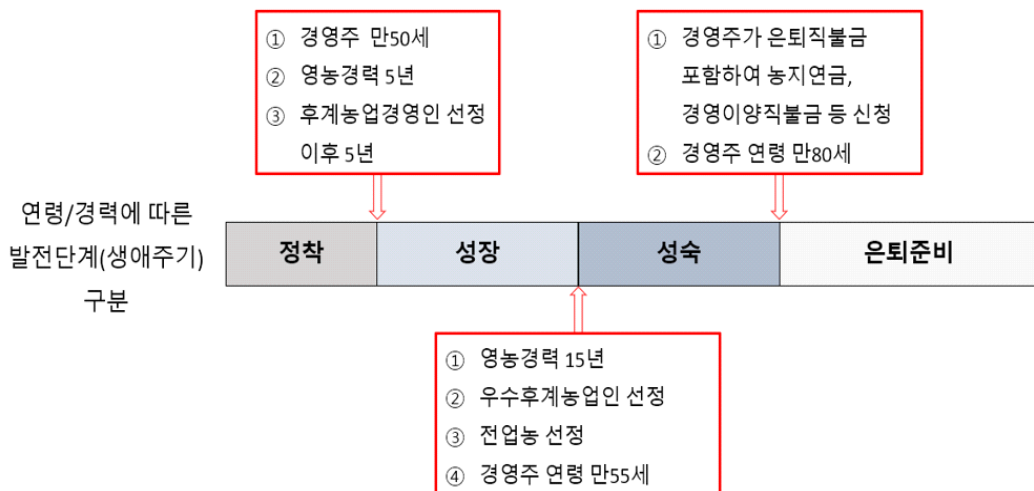 ① 경영주 만50세
② 영농경력 5년
③ 후계농업경영인 선정
이후 5년
① 경영주가 은퇴직불금
포함하여 농지연금,
경영이양직불금 등 신청
② 경영주 연령 만80세
연령/경력에 따른
발전단계(생애주기)
구분
정착
성장
성숙
은퇴준비
① 영농경력 15년
② 우수후계농업인 선정
③ 전업농 선정
④ 경영주 연령 만55세